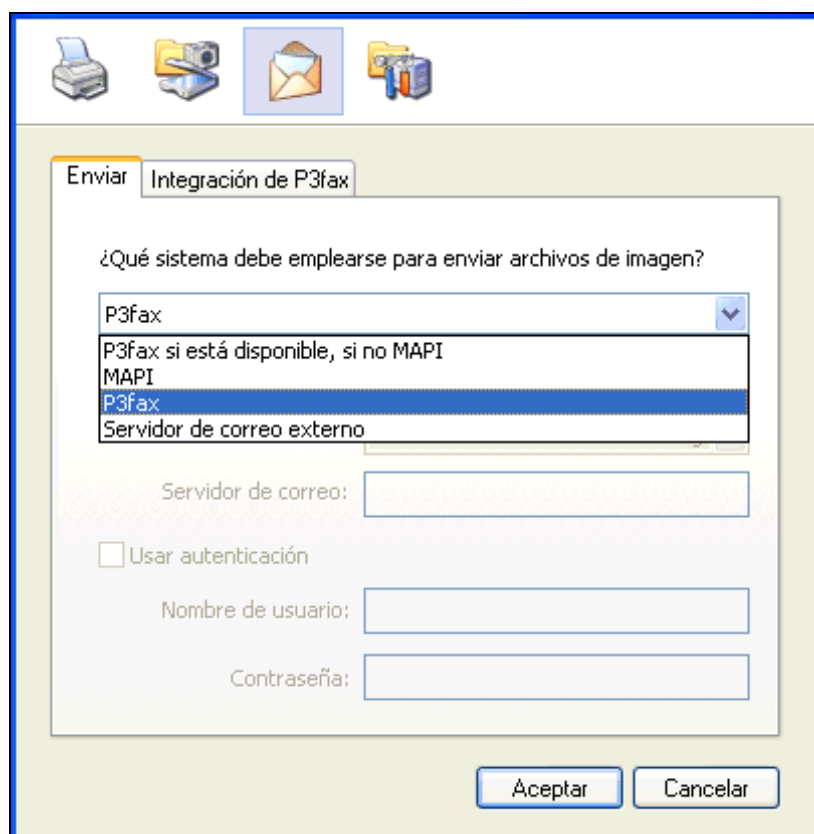 Enviar
Integración de P3fax
¿Qué sistema debe emplearse para enviar archivos de imagen?
P3fax
P3fax si está disponible, si no MAPI
MAPI
P3fax
Servidor de correo externo
Servidor de correo:
Usar autenticación
Nombre de usuario:
Contraseña:
Aceptar
Cancelar